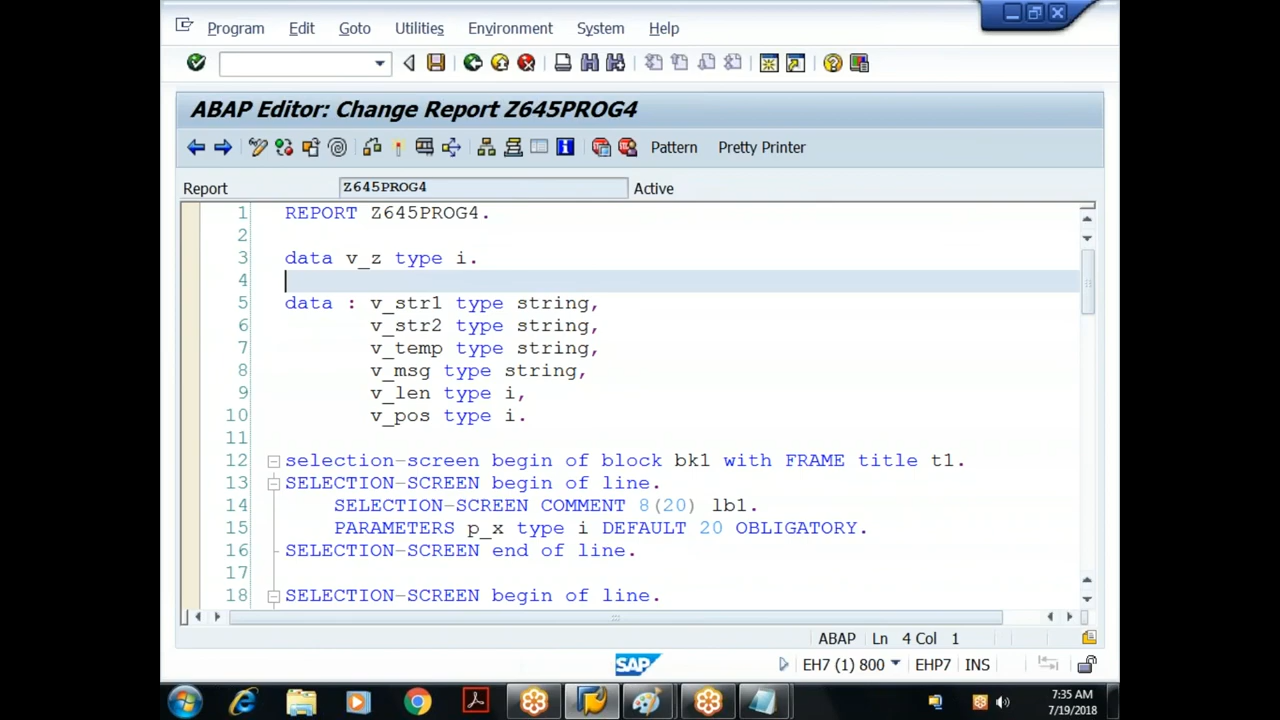 Program Edit Goto Utilities Environment System Help
ABAP Editor: Change Report Z645PROG4
Pattern Pretty Printer
Report Z645PROG4 Active
1 REPORT Z645PROG4.
2
3 data v_z type i.
4
5 data : v_str1 type string,
6 v_str2 type string,
7 v_temp type string,
8 v_msg type string,
9 v_len type i,
10 v_pos type i.
11
12 selection-screen begin of block bk1 with FRAME title t1.
13 SELECTION-SCREEN begin of line.
14 SELECTION-SCREEN COMMENT 8(20) lb1.
15 PARAMETERS p_x type i DEFAULT 20 OBLIGATORY.
16 SELECTION-SCREEN end of line.
17
18 SELECTION-SCREEN begin of line.
ABAP Ln 4 Col 1
SAP EH7 (1) 800 EHP7 INS
7:35 AM
7/19/2018